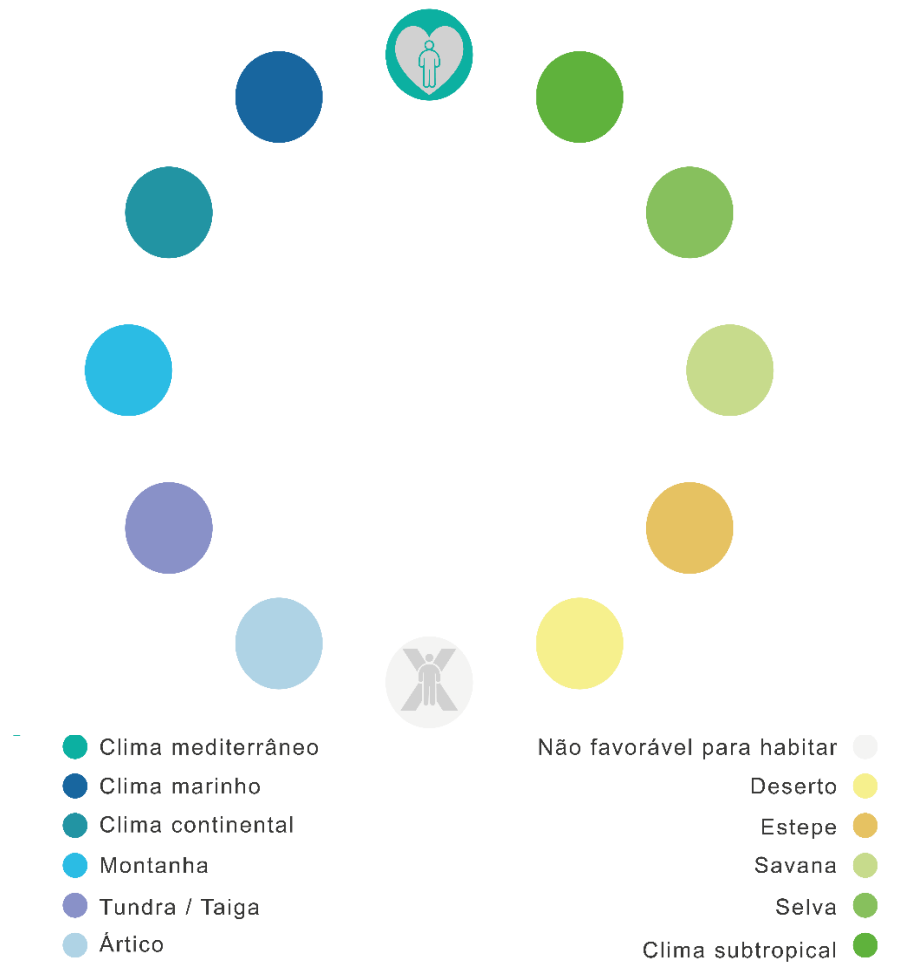 Clima mediterrâneo
Clima marinho
Clima continental
Montanha
Tundra / Taiga
Ártico
Não favorável para habitar
Deserto
Estepe
Savana
Selva
Clima subtropical